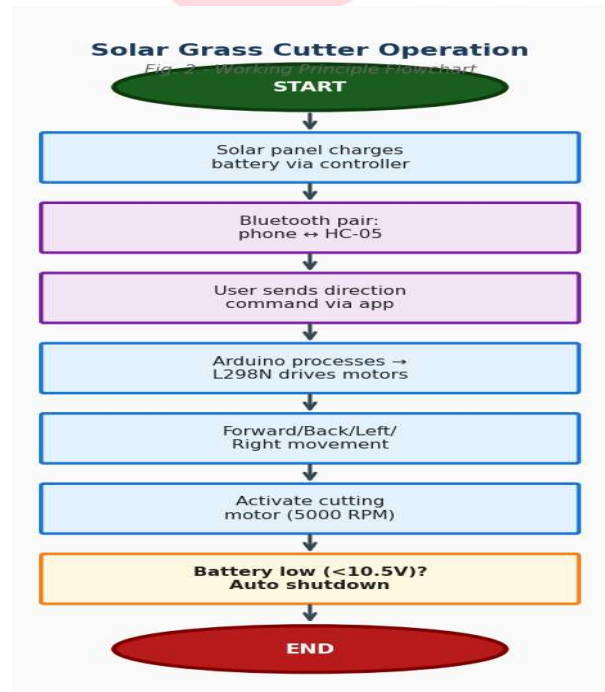 Solar Grass Cutter Operation
Fig. 2 - Working Principle Flowchart
START
Solar panel charges
battery via controller
Bluetooth pair:
phone ↔ HC-05
User sends direction
command via app
Arduino processes →
L298N drives motors
Forward/Back/Left/
Right movement
Activate cutting
motor (5000 RPM)
Battery low (<10.5V)?
Auto shutdown
END